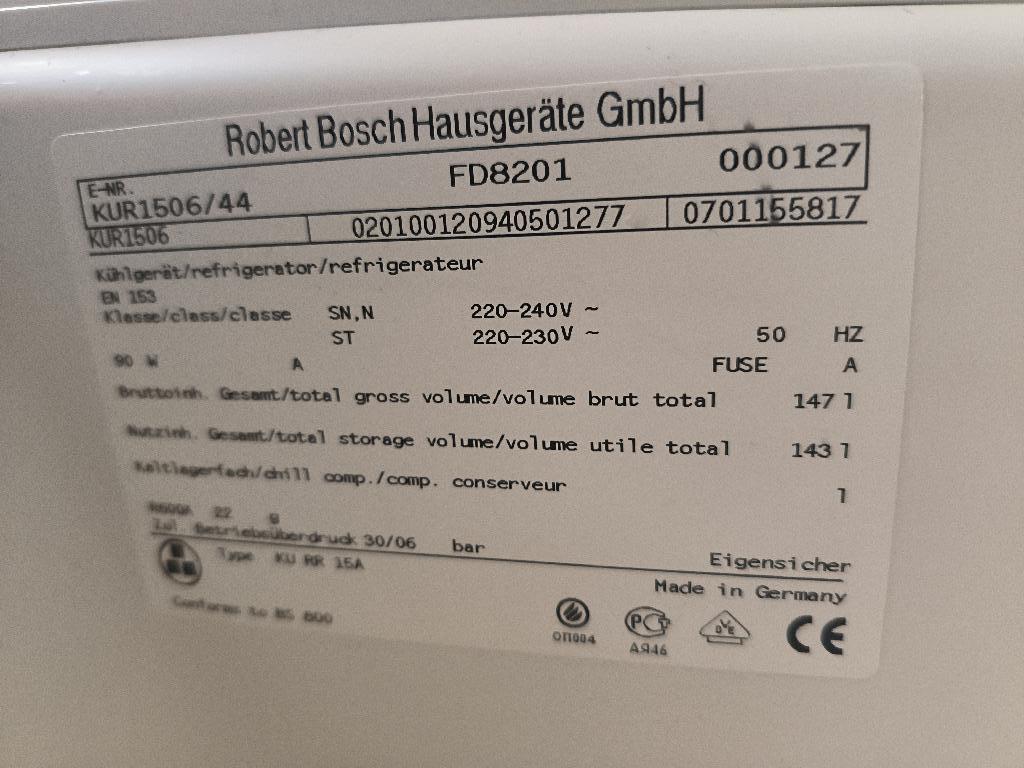 Robert Bosch Hausgeräte GmbH
E-NR. KUR1506/44 FD8201 000127
KUR1506 020100120940501277 0701155817
Kühlgerät/refrigerator/refrigerateur
EN 153
Klasse/class/classe SN,N 220-240V ~
ST 220-230V ~ 50 HZ
90 W A FUSE A
Bruttoinh. Gesamt/total gross volume/volume brut total 147 l
Nutzinh. Gesamt/total storage volume/volume utile total 143 l
Kaltlagerfach/chill comp./comp. conserveur l
R600A 22 g
Zul. Betriebsüberdruck 30/06 bar
Eigensicher
Type KU RR 15A
Made in Germany
Conforms to BS 800
ОП004
PC
АЯ46
DVE
CE